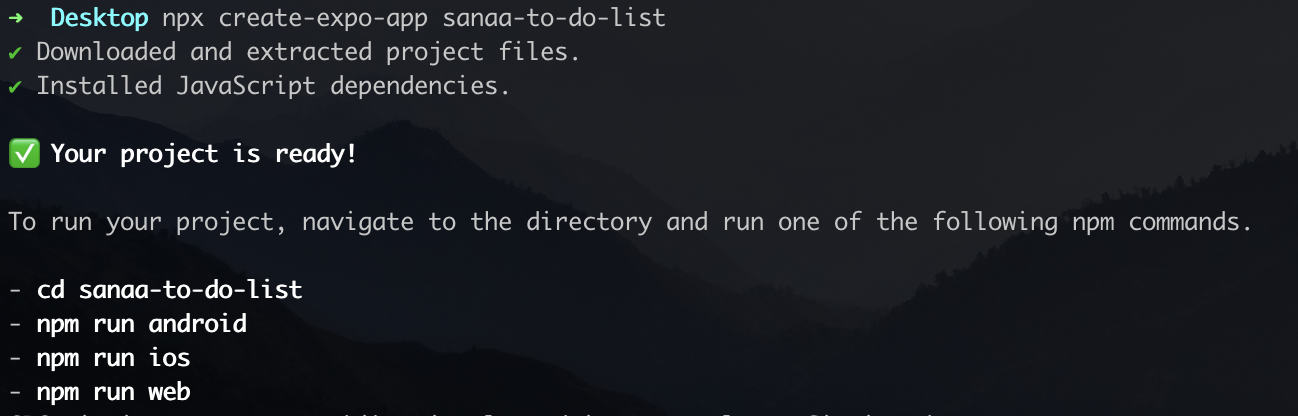 ➜  Desktop npx create-expo-app sanaa-to-do-list
✔ Downloaded and extracted project files.
✔ Installed JavaScript dependencies.
✅ Your project is ready!
To run your project, navigate to the directory and run one of the following npm commands.
- cd sanaa-to-do-list
- npm run android
- npm run ios
- npm run web